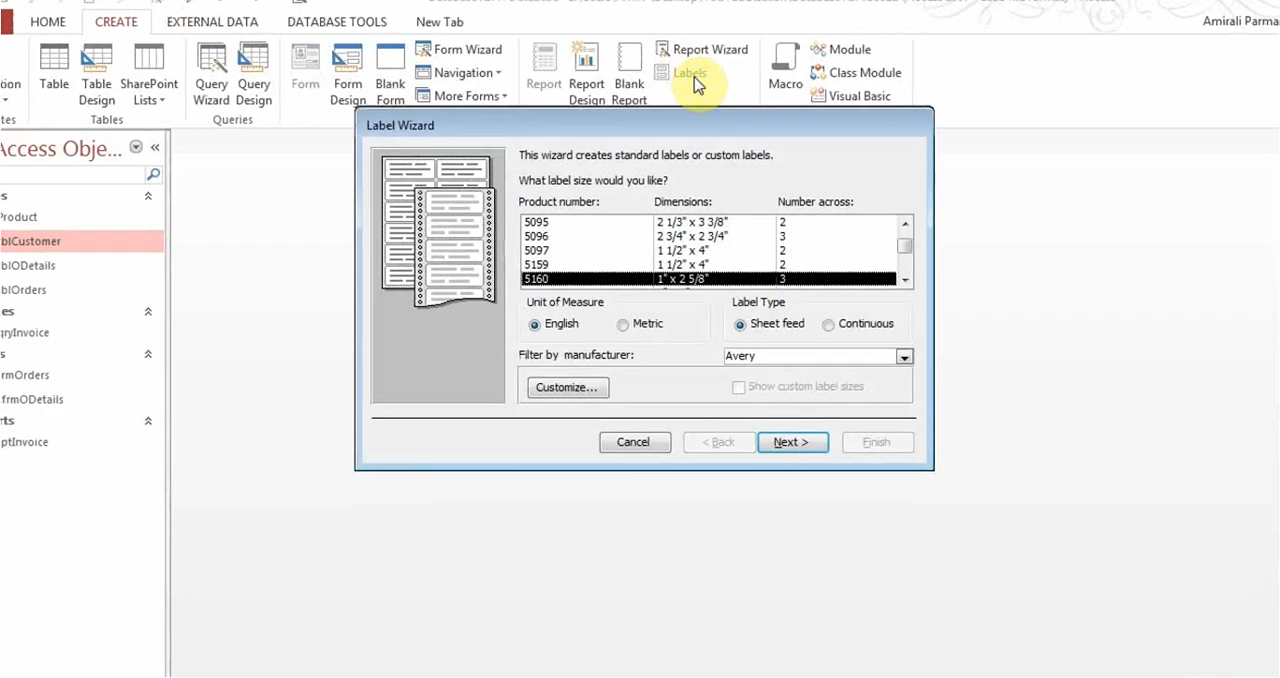 HOME CREATE EXTERNAL DATA DATABASE TOOLS New Tab Amirali Parma
Table Table Design SharePoint Lists
Tables
Query Wizard Query Design
Queries
Form Form Design Blank Form
Form Wizard
Navigation
More Forms
Report Report Design Blank Report
Report Wizard
Labels
Macro
Module
Class Module
Visual Basic
Access Obje... «
Product
blCustomer
blODetails
blOrders
qryInvoice
rmOrders
frmODetails
rts
ptInvoice
Label Wizard
This wizard creates standard labels or custom labels.
What label size would you like?
Product number: Dimensions: Number across:
5095 2 1/3" x 3 3/8" 2
5096 2 3/4" x 2 3/4" 3
5097 1 1/2" x 4" 2
5159 1 1/2" x 4" 2
5160 1" x 2 5/8" 3
Unit of Measure Label Type
English Metric Sheet feed Continuous
Filter by manufacturer: Avery
Customize... Show custom label sizes
Cancel < Back Next > Finish